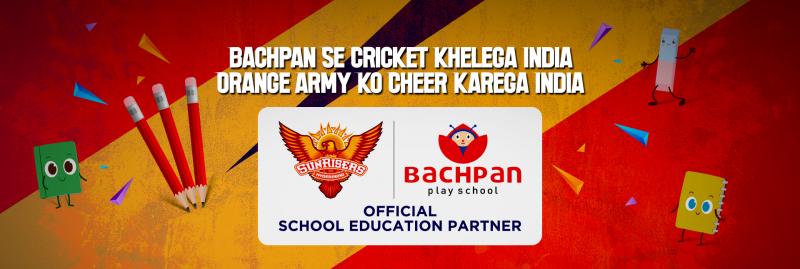 BACHPAN SE CRICKET KHELEGA INDIA
ORANGE ARMY KO CHEER KAREGA INDIA
SUNRISERS
HYDERABAD
BACHPAN
play school
OFFICIAL
SCHOOL EDUCATION PARTNER